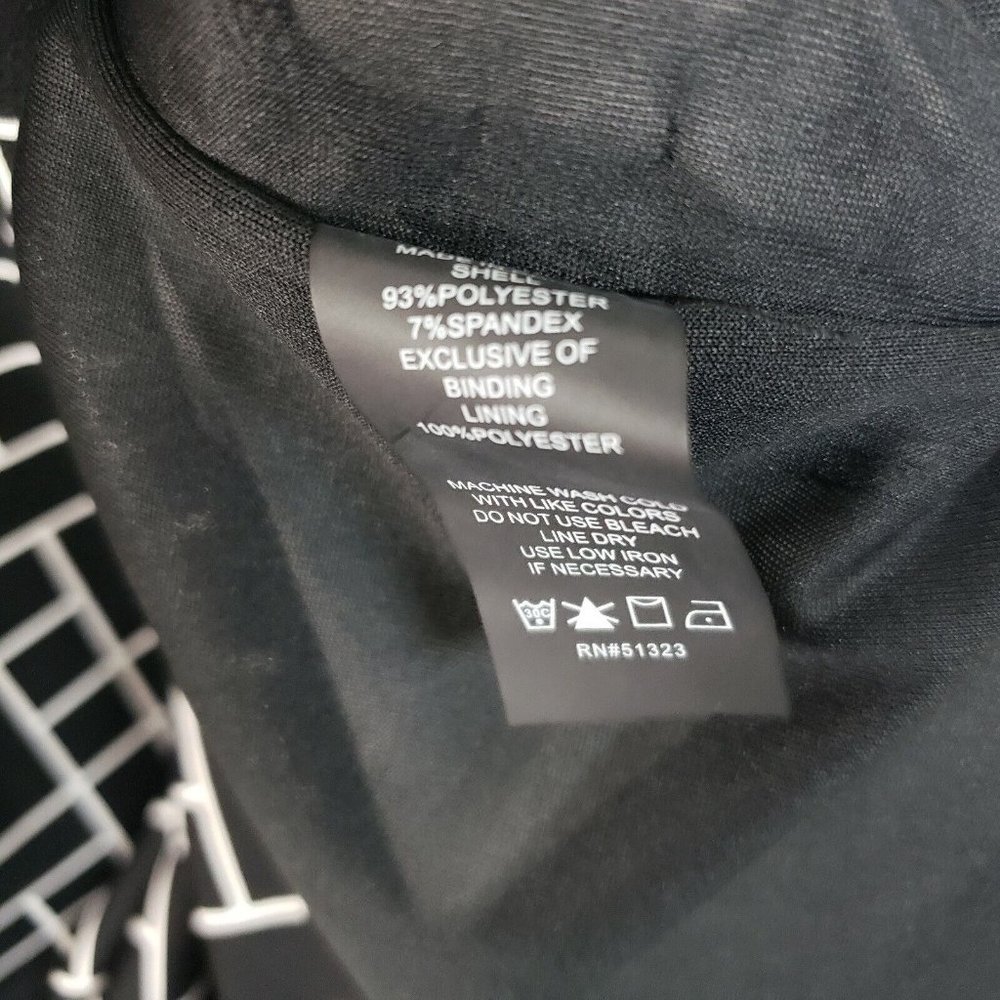 MADE
SHELL
93%POLYESTER
7%SPANDEX
EXCLUSIVE OF
BINDING
LINING
100%POLYESTER
MACHINE WASH COLD
WITH LIKE COLORS
DO NOT USE BLEACH
LINE DRY
USE LOW IRON
IF NECESSARY
30C
RN#51323